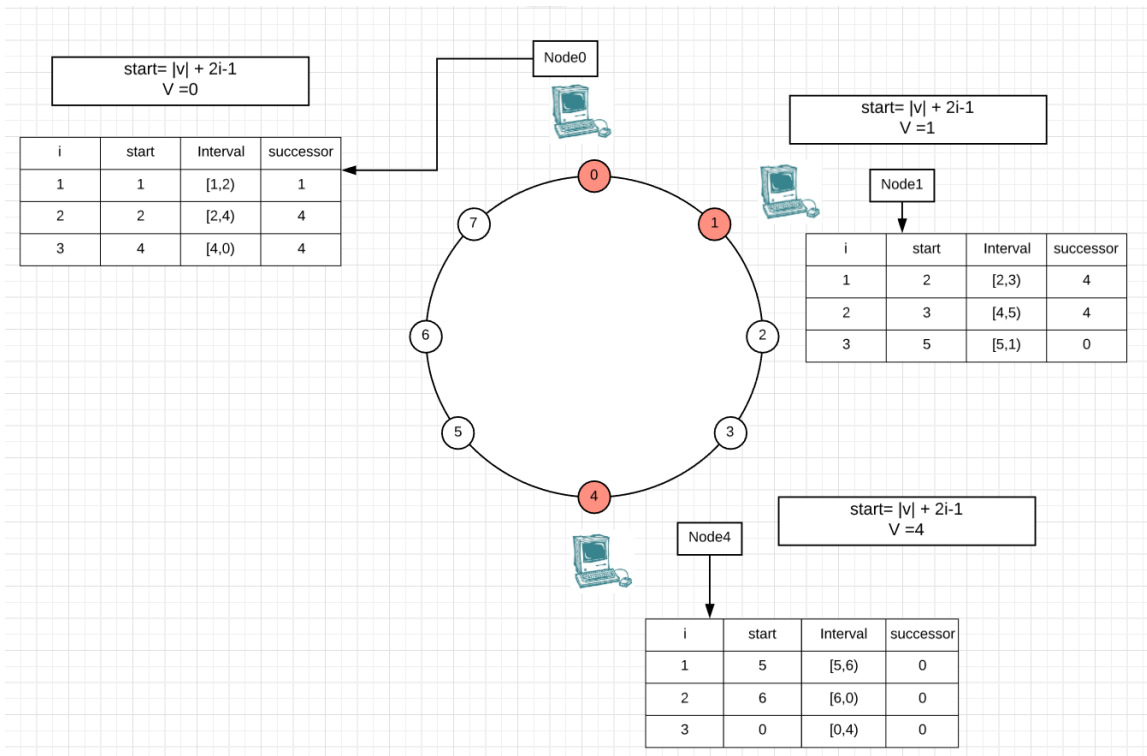 Node0
start= |v| + 2i-1
V =0
i start Interval successor
1 1 [1,2) 1
2 2 [2,4) 4
3 4 [4,0) 4
start= |v| + 2i-1
V =1
Node1
i start Interval successor
1 2 [2,3) 4
2 3 [4,5) 4
3 5 [5,1) 0
0
1
2
3
4
5
6
7
start= |v| + 2i-1
V =4
Node4
i start Interval successor
1 5 [5,6) 0
2 6 [6,0) 0
3 0 [0,4) 0